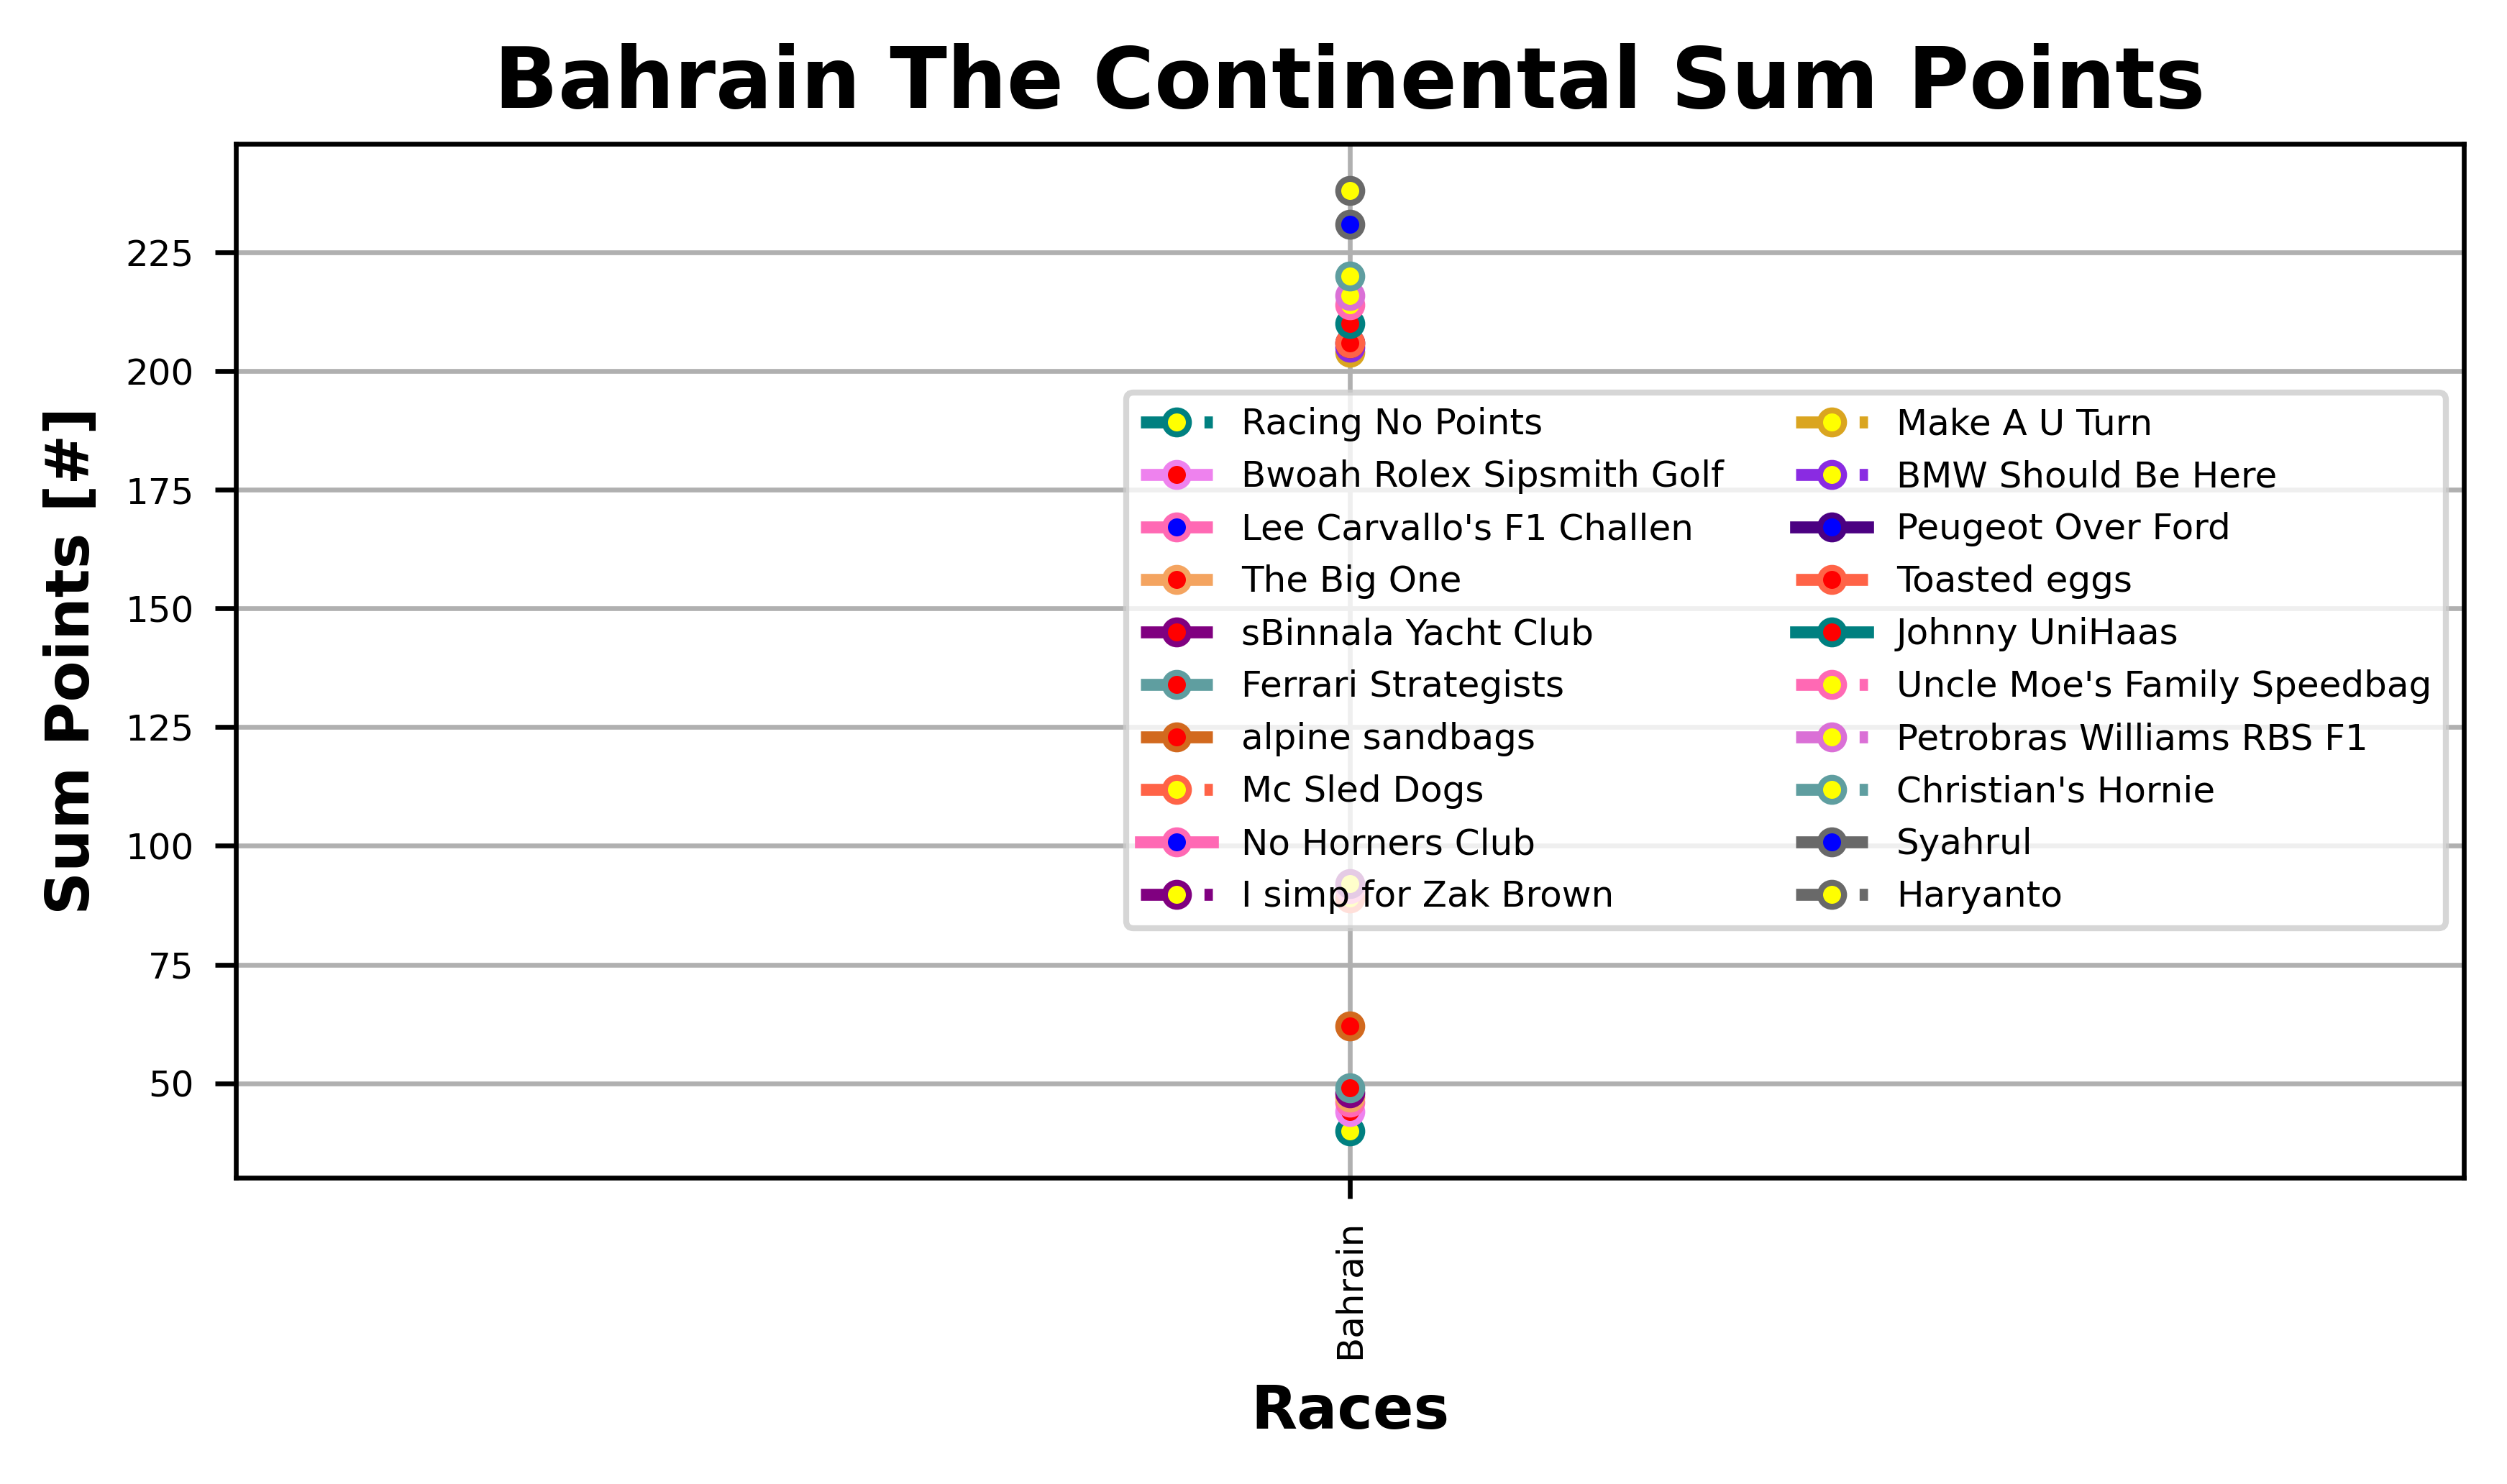 Bahrain The Continental Sum Points
Sum Points [#]
225
200
175
150
125
100
75
50
Racing No Points
Bwoah Rolex Sipsmith Golf
Lee Carvallo's F1 Challen
The Big One
sBinnala Yacht Club
Ferrari Strategists
alpine sandbags
Mc Sled Dogs
No Horners Club
I simp for Zak Brown
Make A U Turn
BMW Should Be Here
Peugeot Over Ford
Toasted eggs
Johnny UniHaas
Uncle Moe's Family Speedbag
Petrobras Williams RBS F1
Christian's Hornie
Syahrul
Haryanto
Bahrain
Races